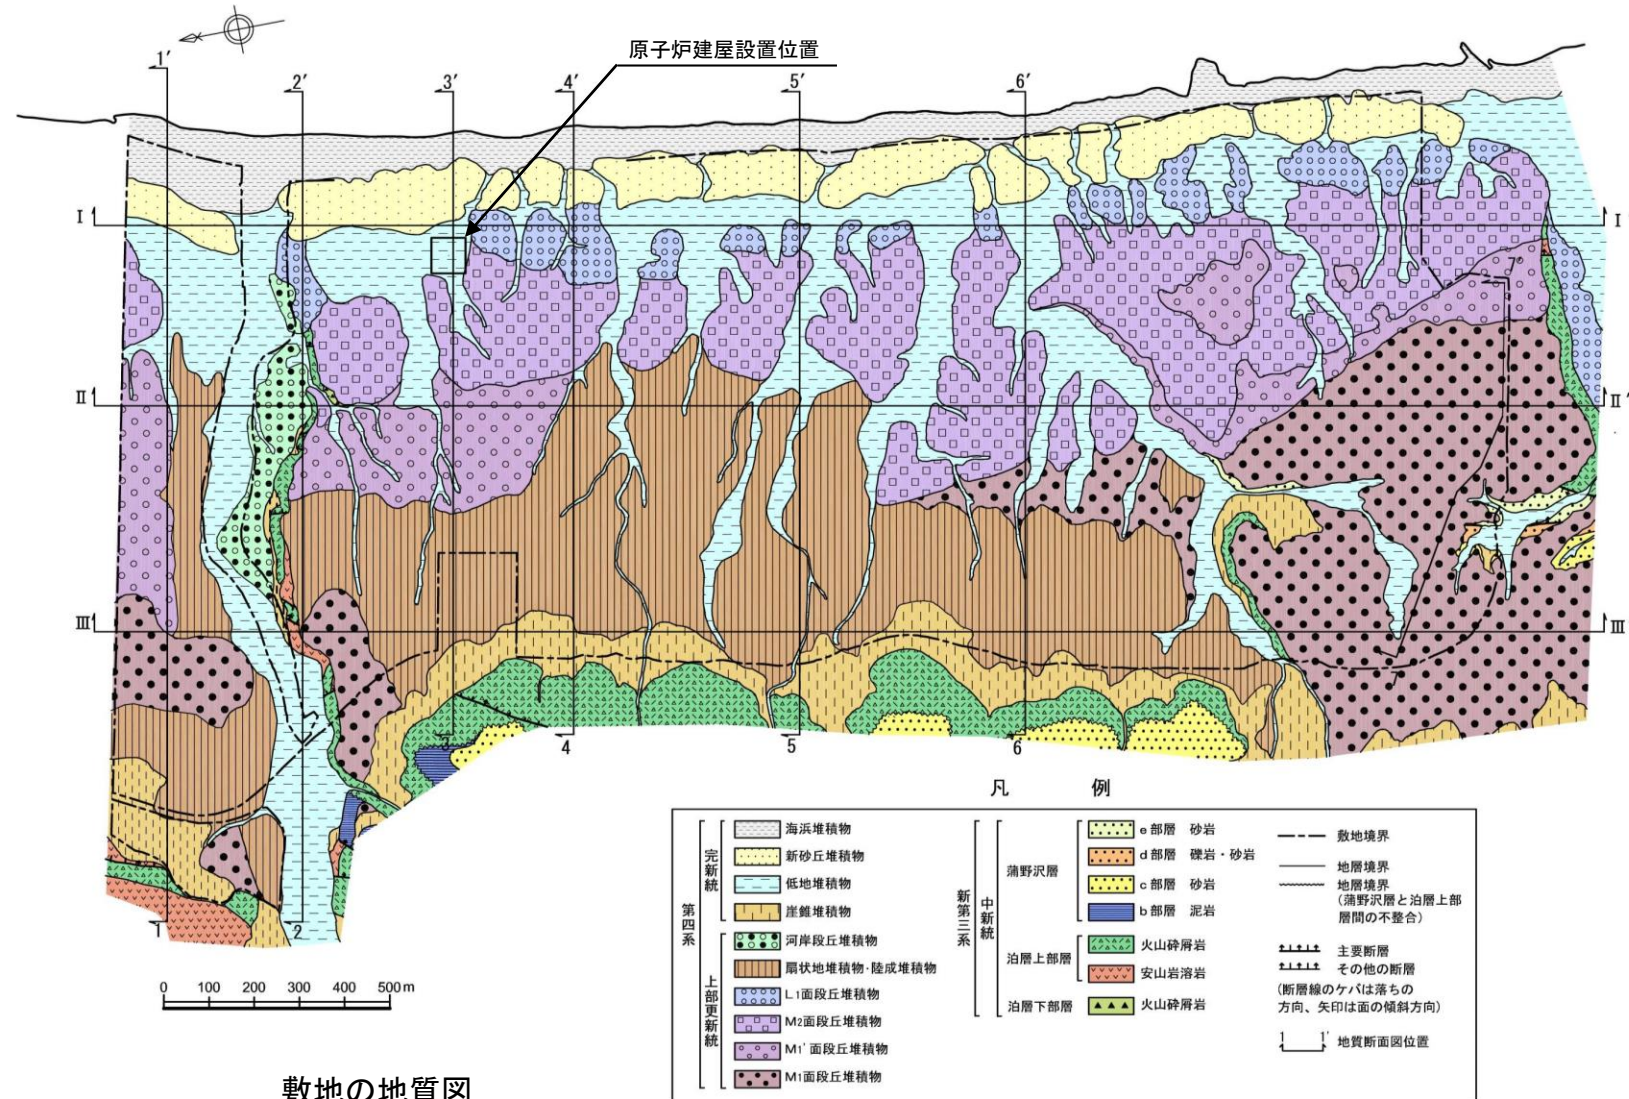 原子炉建屋設置位置
1′
2′
3′
4′
5′
6′
Ⅰ
Ⅰ′
Ⅱ
Ⅱ′
Ⅲ
Ⅲ
7′
7
1
2
3
4
5
6
0 100 200 300 400 500m
敷地の地質図
凡 例
第四系
完新統
海浜堆積物
新砂丘堆積物
低地堆積物
崖錐堆積物
上部更新統
河岸段丘堆積物
扇状地堆積物・陸成堆積物
L1面段丘堆積物
M2面段丘堆積物
M1′面段丘堆積物
M1面段丘堆積物
新第三系
中新統
蒲野沢層
e部層 砂岩
d部層 礫岩・砂岩
c部層 砂岩
b部層 泥岩
泊層上部層
火山砕屑岩
安山岩溶岩
泊層下部層
火山砕屑岩
敷地境界
地層境界
地層境界
(蒲野沢層と泊層上部
層間の不整合)
主要断層
その他の断層
(断層線のケバは落ちの
方向、矢印は面の傾斜方向)
1 1′ 地質断面図位置